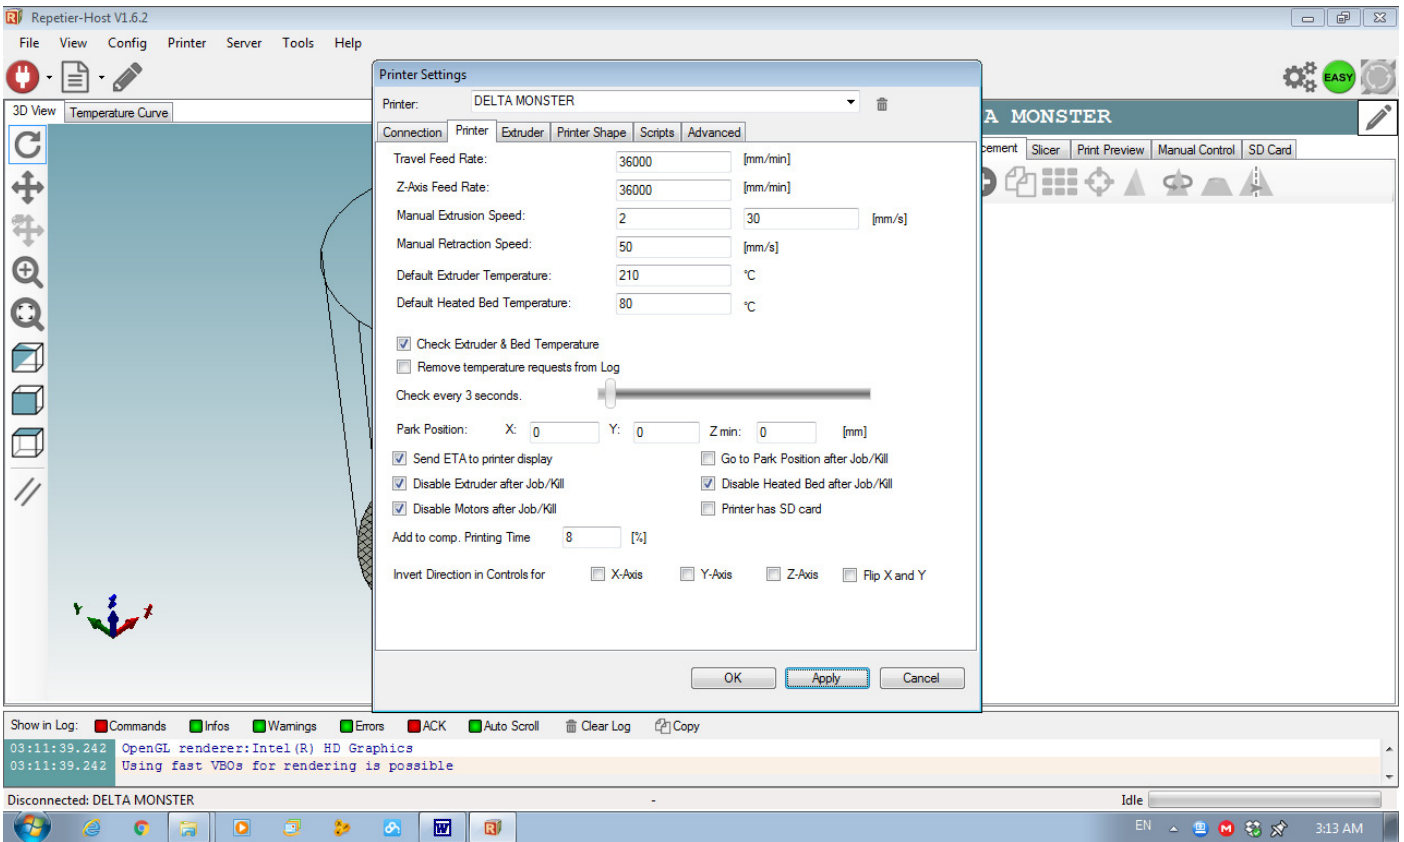 Repetier-Host V1.6.2
File View Config Printer Server Tools Help
EASY
3D View Temperature Curve
Printer Settings
Printer: DELTA MONSTER
Connection Printer Extruder Printer Shape Scripts Advanced
Travel Feed Rate: 36000 [mm/min]
Z-Axis Feed Rate: 36000 [mm/min]
Manual Extrusion Speed: 2 30 [mm/s]
Manual Retraction Speed: 50 [mm/s]
Default Extruder Temperature: 210 °C
Default Heated Bed Temperature: 80 °C
Check Extruder & Bed Temperature
Remove temperature requests from Log
Check every 3 seconds.
Park Position: X: 0 Y: 0 Z min: 0 [mm]
Send ETA to printer display Go to Park Position after Job/Kill
Disable Extruder after Job/Kill Disable Heated Bed after Job/Kill
Disable Motors after Job/Kill Printer has SD card
Add to comp. Printing Time 8 [%]
Invert Direction in Controls for X-Axis Y-Axis Z-Axis Flip X and Y
OK Apply Cancel
A MONSTER
cement Slicer Print Preview Manual Control SD Card
Y Z X
Show in Log: Commands Infos Warnings Errors ACK Auto Scroll Clear Log Copy
03:11:39.242 OpenGL renderer:Intel(R) HD Graphics
03:11:39.242 Using fast VBOs for rendering is possible
Disconnected: DELTA MONSTER - Idle
EN 3:13 AM